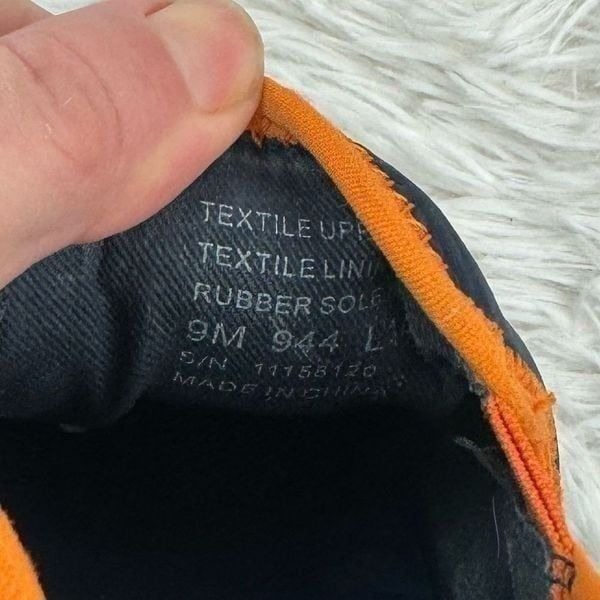 TEXTILE UPP
TEXTILE LINI
RUBBER SOLE
9M 944 L
S/N 11158120
MADE IN CHINA